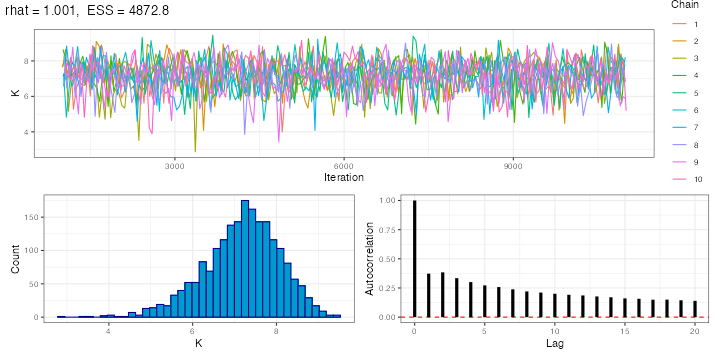 rhat = 1.001,  ESS = 4872.8
Chain
1
2
3
4
5
6
7
8
9
10
K
8
6
4
3000 6000 9000
Iteration
Count
150
100
50
0
4 6 8
K
Autocorrelation
1.00
0.75
0.50
0.25
0.00
0 5 10 15 20
Lag